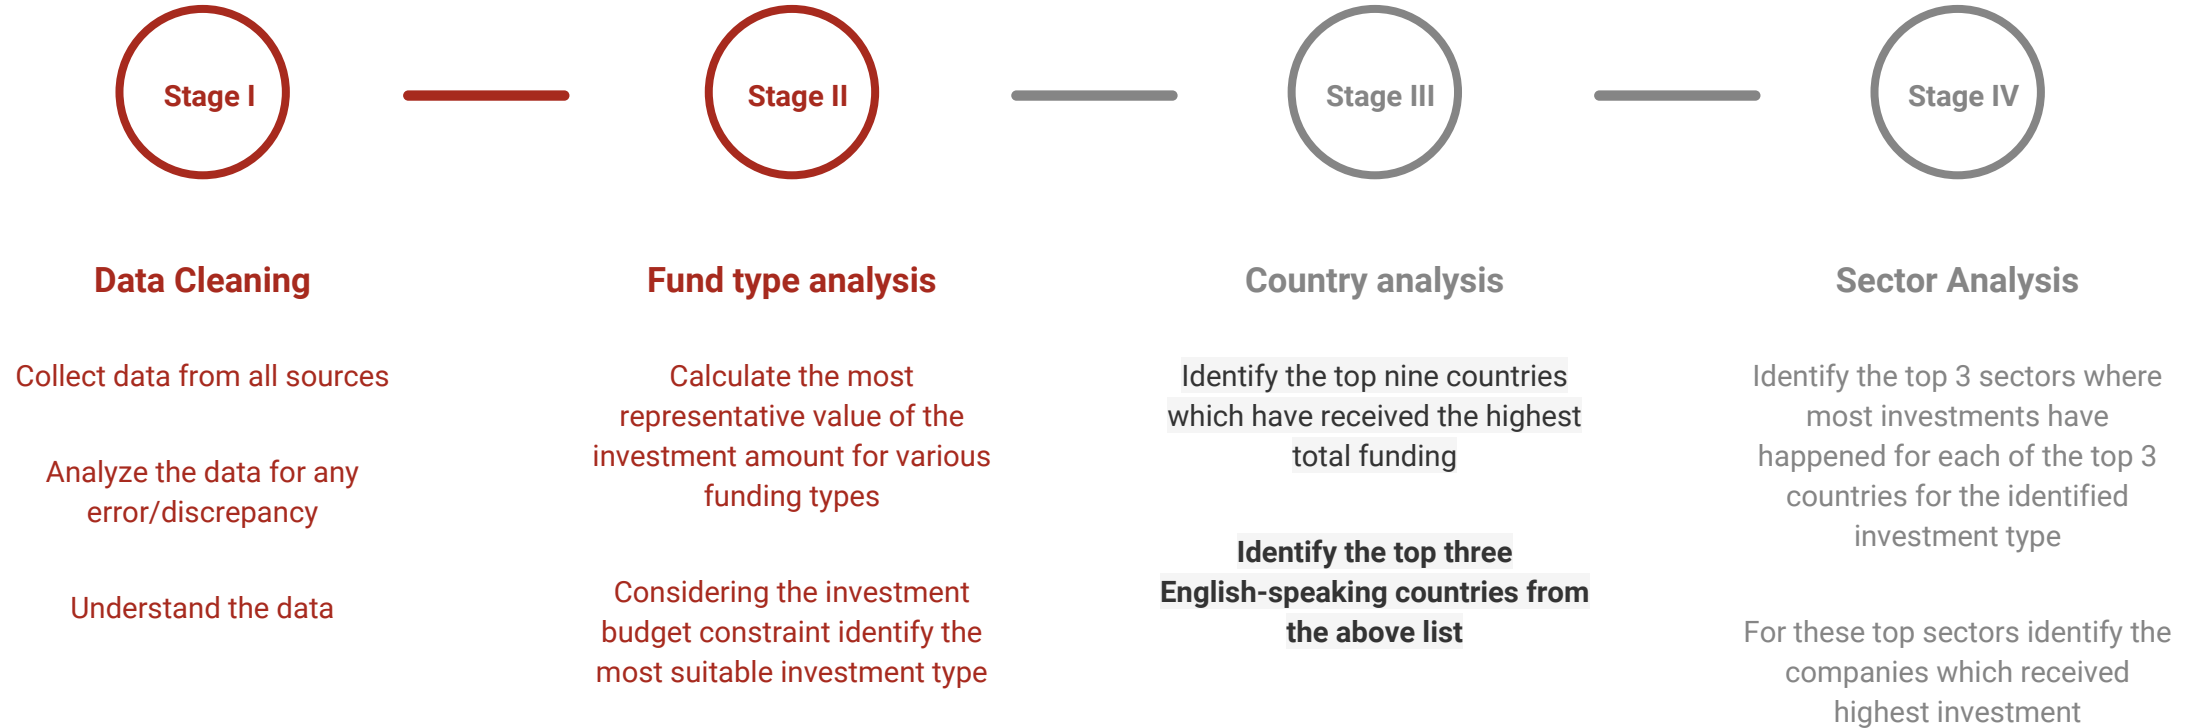 Stage I
Stage II
Stage III
Stage IV
Data Cleaning
Collect data from all sources
Analyze the data for any
error/discrepancy
Understand the data
Fund type analysis
Calculate the most
representative value of the
investment amount for various
funding types
Considering the investment
budget constraint identify the
most suitable investment type
Country analysis
Identify the top nine countries
which have received the highest
total funding
Identify the top three
English-speaking countries from
the above list
Sector Analysis
Identify the top 3 sectors where
most investments have
happened for each of the top 3
countries for the identified
investment type
For these top sectors identify the
companies which received
highest investment